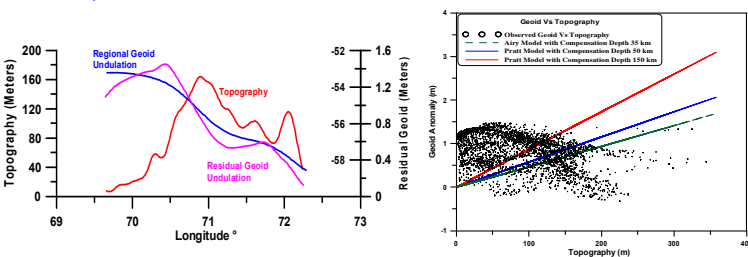 Topography (Meters)
200
160
120
80
40
0
Regional Geoid
Undulation
Topography
Residual Geoid
Undulation
-52
-54
-56
-58
1.6
1.2
0.8
0.4
0
Residual Geoid (Meters)
69
70
71
72
73
Longitude °
Geoid Vs Topography
Observed Geoid Vs Topography
Airy Model with Compensation Depth 35 km
Pratt Model with Compensation Depth 50 km
Pratt Model with Compensation Depth 150 km
Geoid Anomaly (m)
4
3
2
1
0
-1
0
100
200
300
40
Topography (m)